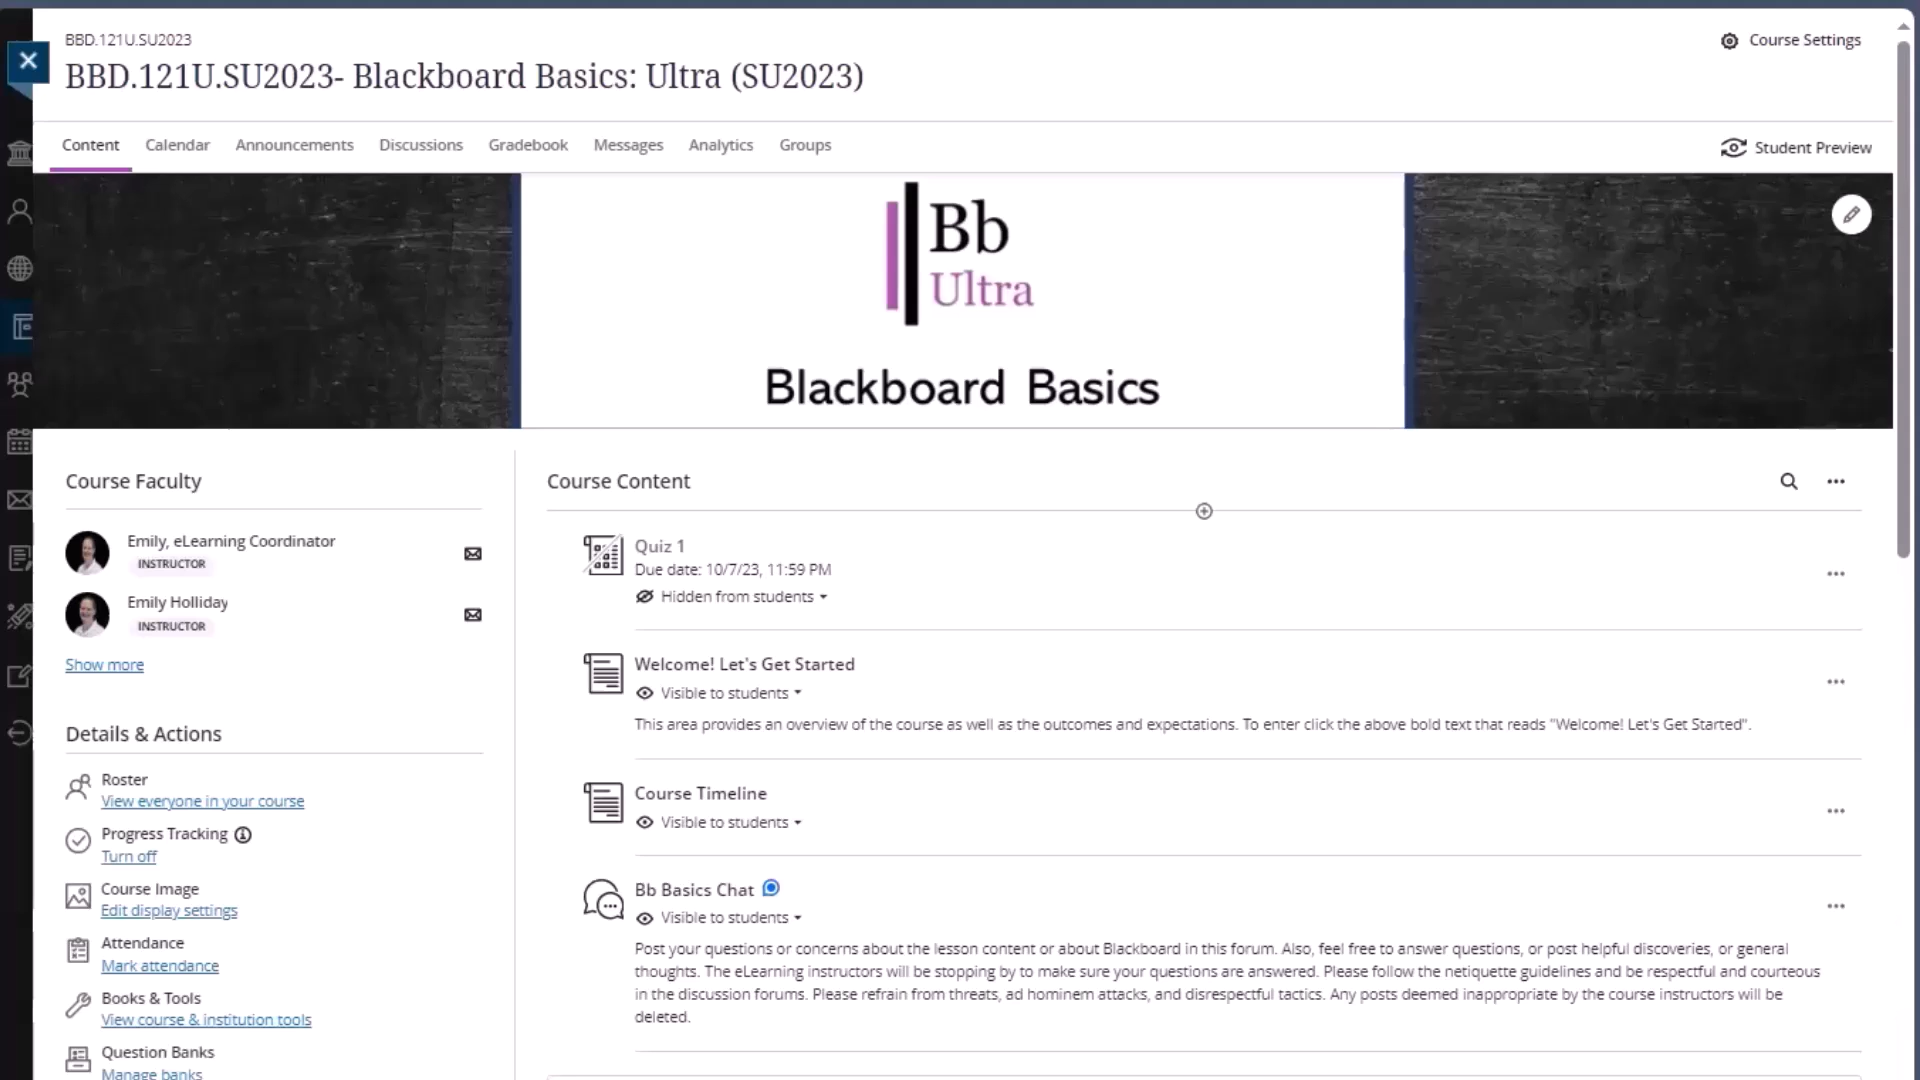 BBD.121U.SU2023
Course Settings
BBD.121U.SU2023- Blackboard Basics: Ultra (SU2023)
Content Calendar Announcements Discussions Gradebook Messages Analytics Groups
Student Preview
Bb
Ultra
Blackboard Basics
Course Faculty
Emily, eLearning Coordinator
INSTRUCTOR
Emily Holliday
INSTRUCTOR
Show more
Details & Actions
Roster
View everyone in your course
Progress Tracking
Turn off
Course Image
Edit display settings
Attendance
Mark attendance
Books & Tools
View course & institution tools
Question Banks
Manage banks
Course Content
Quiz 1
Due date: 10/7/23, 11:59 PM
Hidden from students
Welcome! Let's Get Started
Visible to students
This area provides an overview of the course as well as the outcomes and expectations. To enter click the above bold text that reads "Welcome! Let's Get Started".
Course Timeline
Visible to students
Bb Basics Chat
Visible to students
Post your questions or concerns about the lesson content or about Blackboard in this forum. Also, feel free to answer questions, or post helpful discoveries, or general
thoughts. The eLearning instructors will be stopping by to make sure your questions are answered. Please follow the netiquette guidelines and be respectful and courteous
in the discussion forums. Please refrain from threats, ad hominem attacks, and disrespectful tactics. Any posts deemed inappropriate by the course instructors will be
deleted.